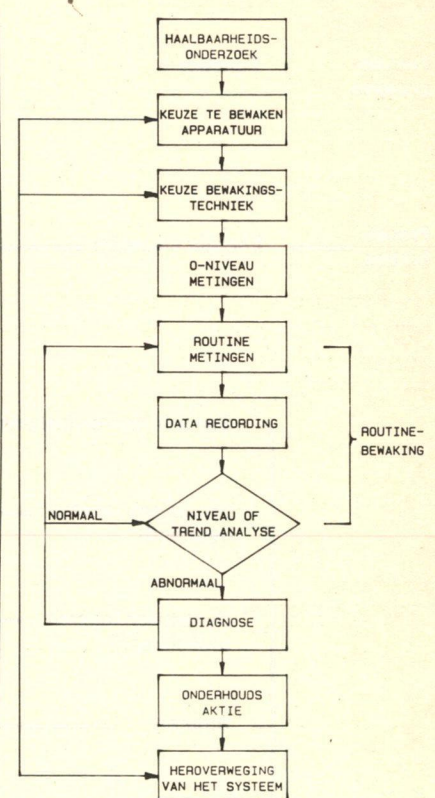 HAALBAARHEIDS-
ONDERZOEK
KEUZE TE BEWAKEN
APPARATUUR
KEUZE BEWAKINGS-
TECHNIEK
O-NIVEAU
METINGEN
ROUTINE
METINGEN
DATA RECORDING
ROUTINE-
BEWAKING
NORMAAL
NIVEAU OF
TREND ANALYSE
ABNORMAAL
DIAGNOSE
ONDERHOUDS
AKTIE
HEROVERWEGING
VAN HET SYSTEEM